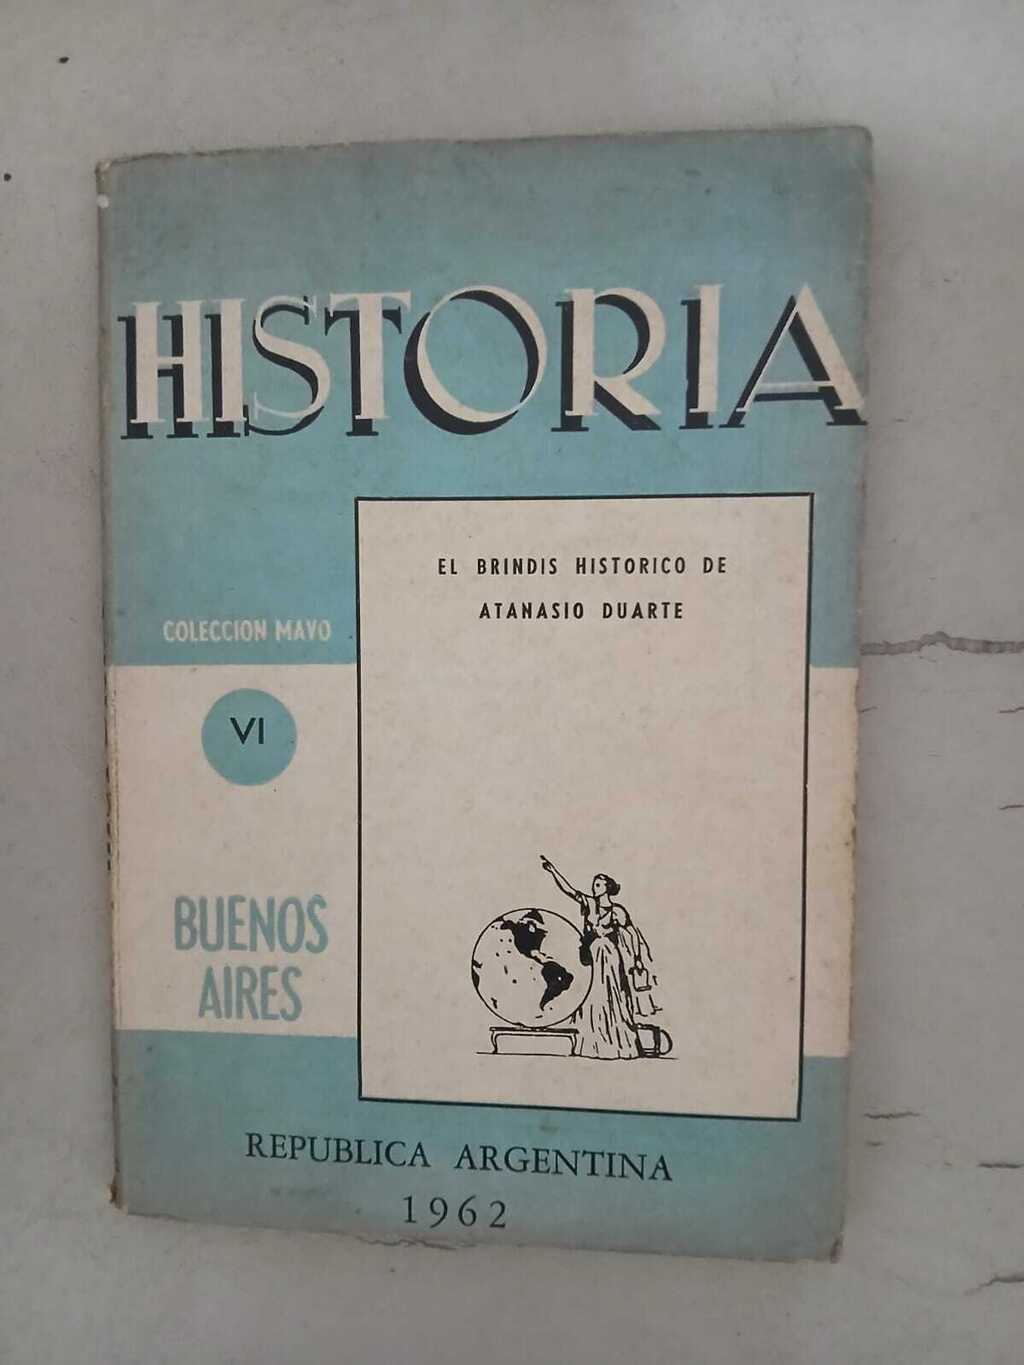 HISTORIA
EL BRINDIS HISTORICO DE
ATANASIO DUARTE
COLECCION MAYO
VI
BUENOS
AIRES
REPUBLICA ARGENTINA
1962